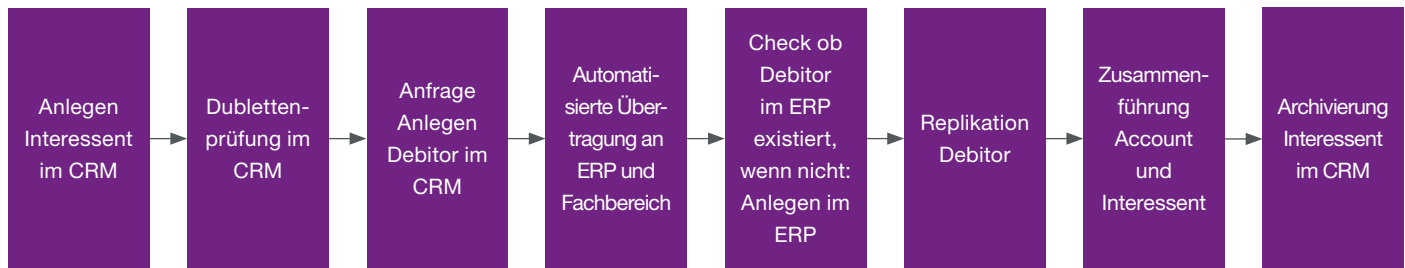 Anlegen
Interessent
im CRM
Dubletten-
prüfung im
CRM
Anfrage
Anlegen
Debitor im
CRM
Automati-
sierte Über-
tragung an
ERP und
Fachbereich
Check ob
Debitor
im ERP
existiert,
wenn nicht:
Anlegen im
ERP
Replikation
Debitor
Zusammen-
führung
Account
und
Interessent
Archivierung
Interessent
im CRM